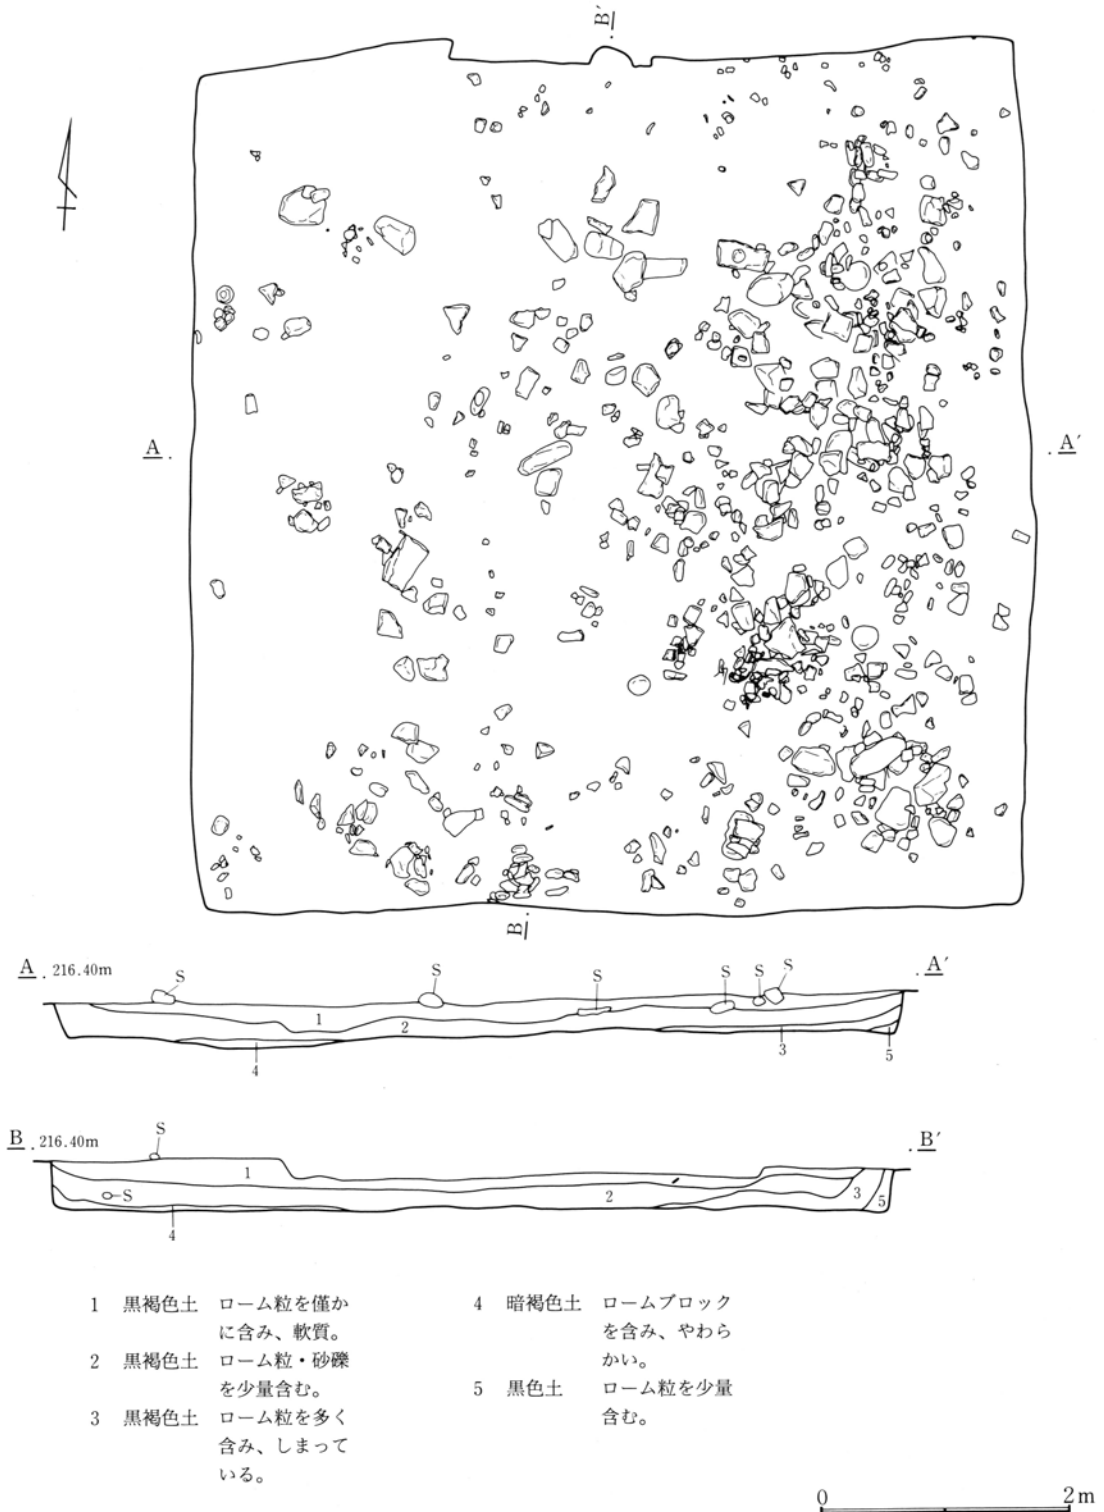 B′
A .
. A′
B .
A . 216.40m
. A′
S
S
S
S
S
S
1
2
3
4
5
B . 216.40m
. B′
S
1
S
2
3
5
4
1 黒褐色土 ローム粒を僅か
に含み、軟質。
2 黒褐色土 ローム粒・砂礫
を少量含む。
3 黒褐色土 ローム粒を多く
含み、しまって
いる。
4 暗褐色土 ロームブロック
を含み、やわら
かい。
5 黒色土 ローム粒を少量
含む。
0 2m